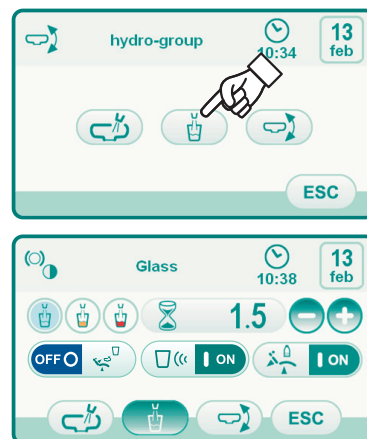 hydro-group
10:34
13
feb
ESC
Glass
10:38
13
feb
1.5
OFF
ON
ON
ESC